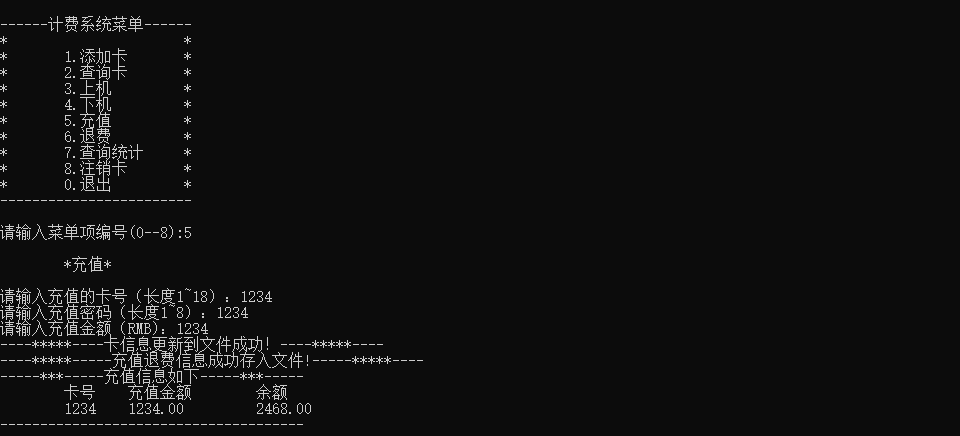 ------计费系统菜单------
*                      *
*       1.添加卡       *
*       2.查询卡       *
*       3.上机         *
*       4.下机         *
*       5.充值         *
*       6.退费         *
*       7.查询统计     *
*       8.注销卡       *
*       0.退出         *
------------------------
请输入菜单项编号(0--8):5
*充值*
请输入充值的卡号（长度1~18）：1234
请输入充值密码（长度1~8）：1234
请输入充值金额（RMB）：1234
----*****----卡信息更新到文件成功！----*****----
----*****-----充值退费信息成功存入文件!-----*****----
-----***-----充值信息如下-----***-----
卡号    充值金额        余额
1234    1234.00         2468.00
--------------------------------------